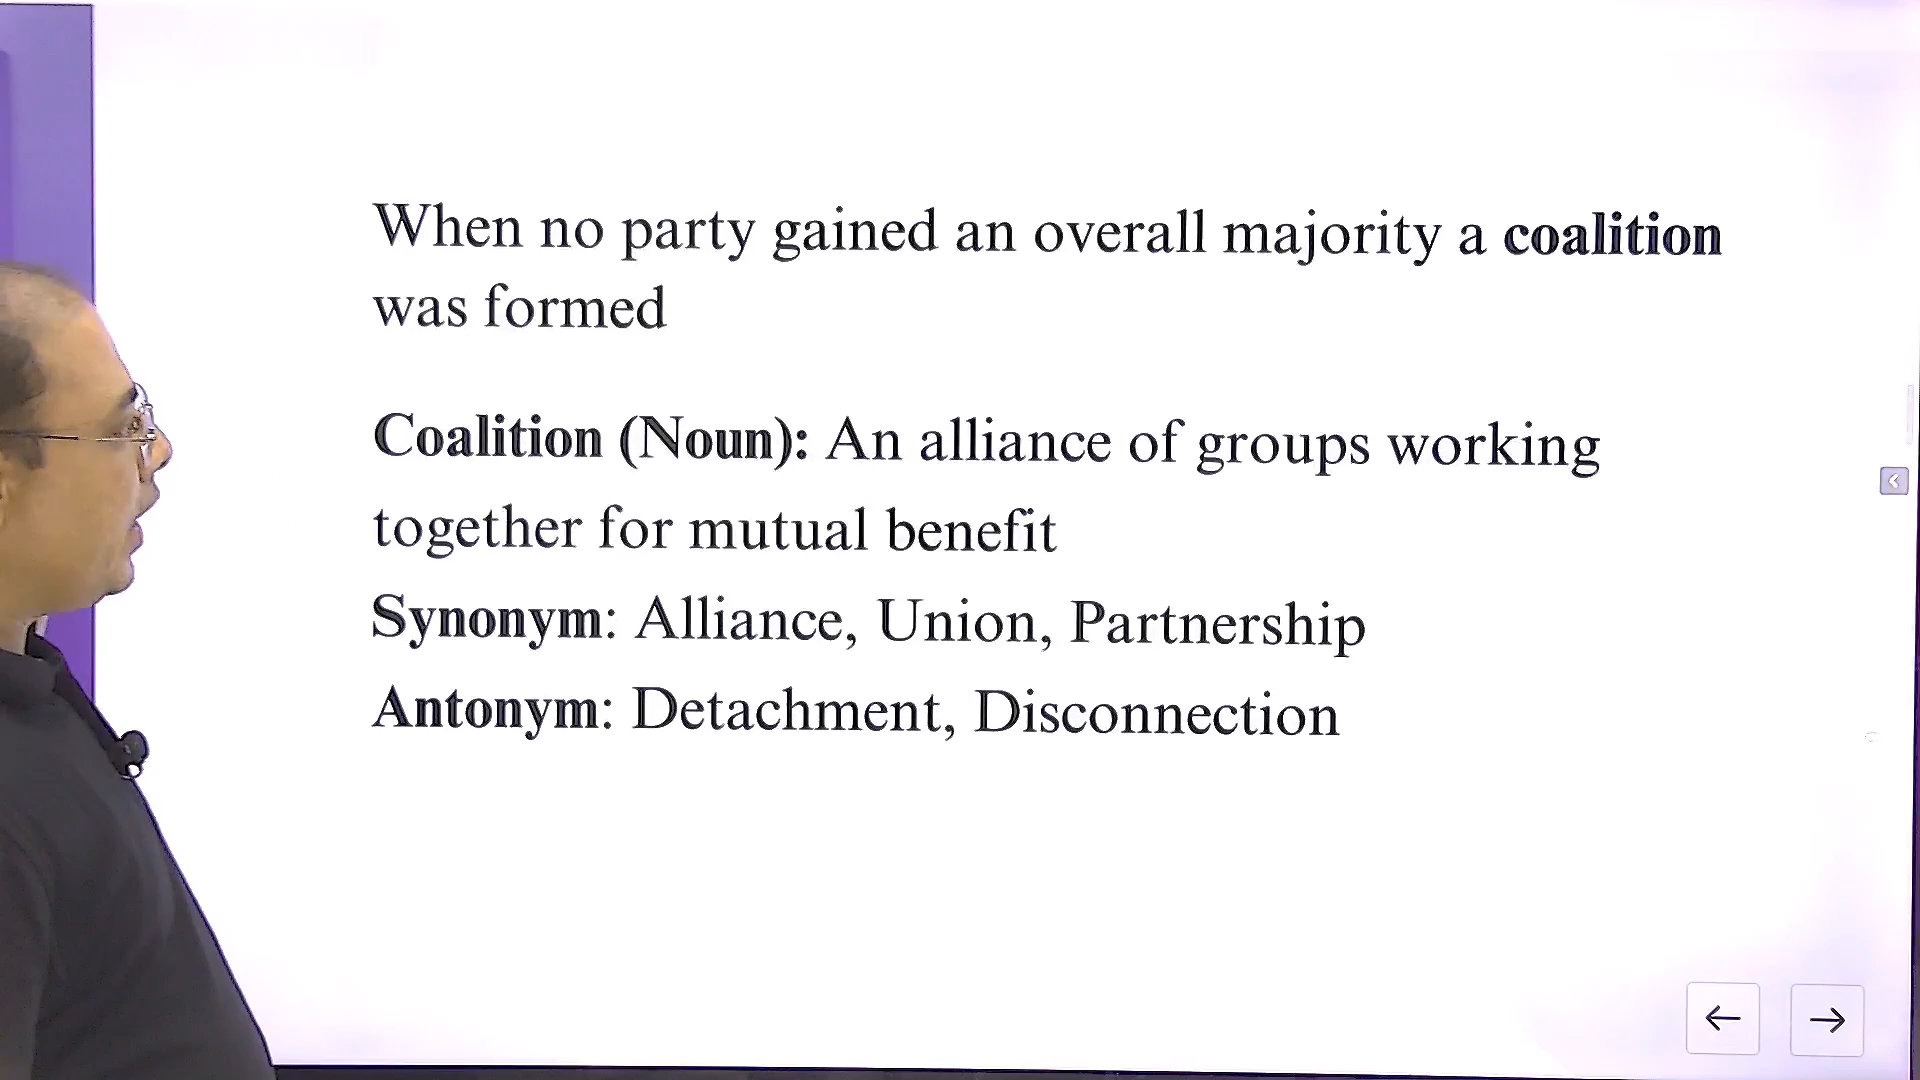 When no party gained an overall majority a coalition
was formed
Coalition (Noun): An alliance of groups working
together for mutual benefit
Synonym: Alliance, Union, Partnership
Antonym: Detachment, Disconnection